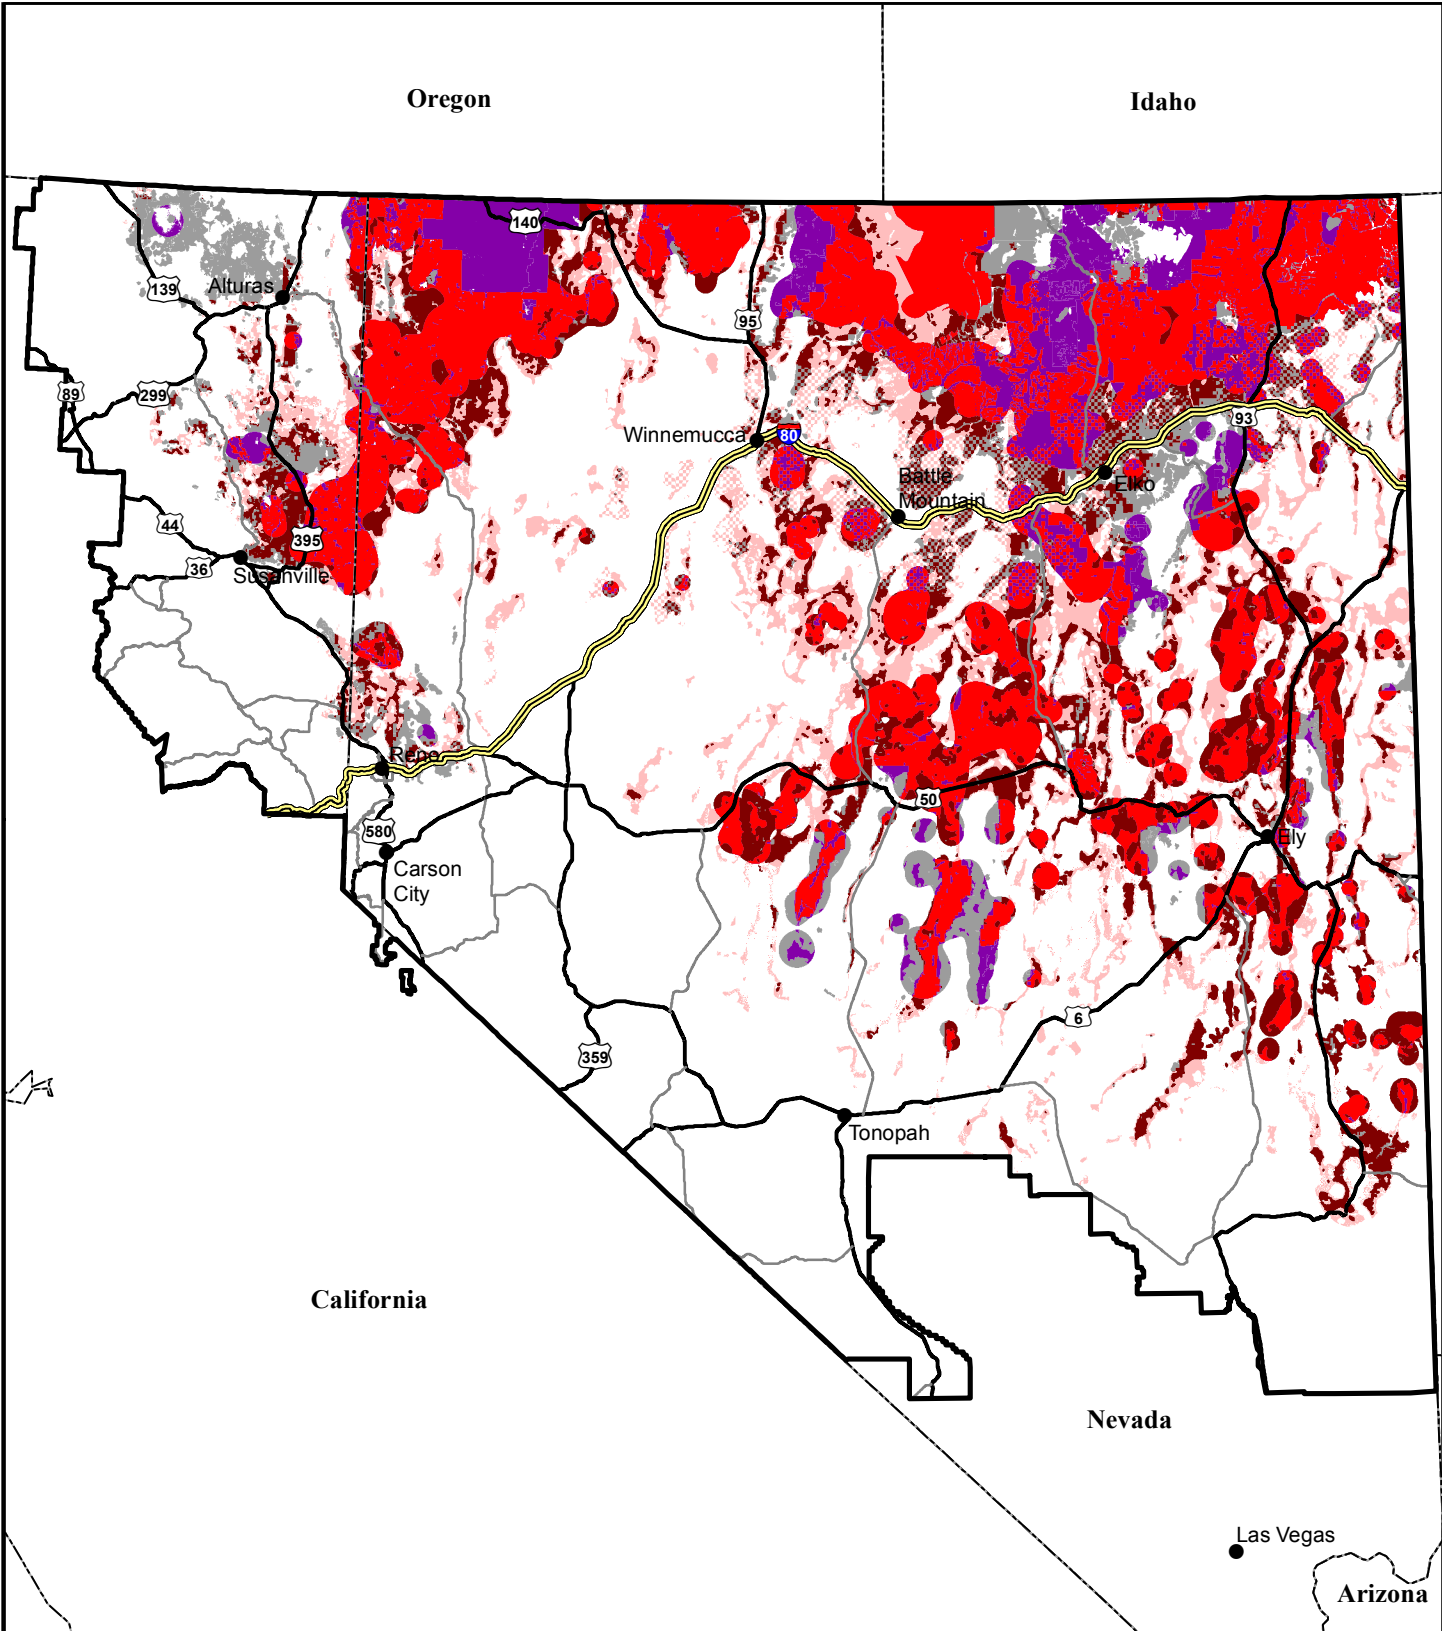 Oregon
Idaho
140
139
Alturas
95
89
299
93
Winnemucca
80
Battle
Mountain
Elko
44
395
36
Susanville
Reno
50
580
Ely
Carson
City
6
359
Tonopah
California
Nevada
Las Vegas
Arizona